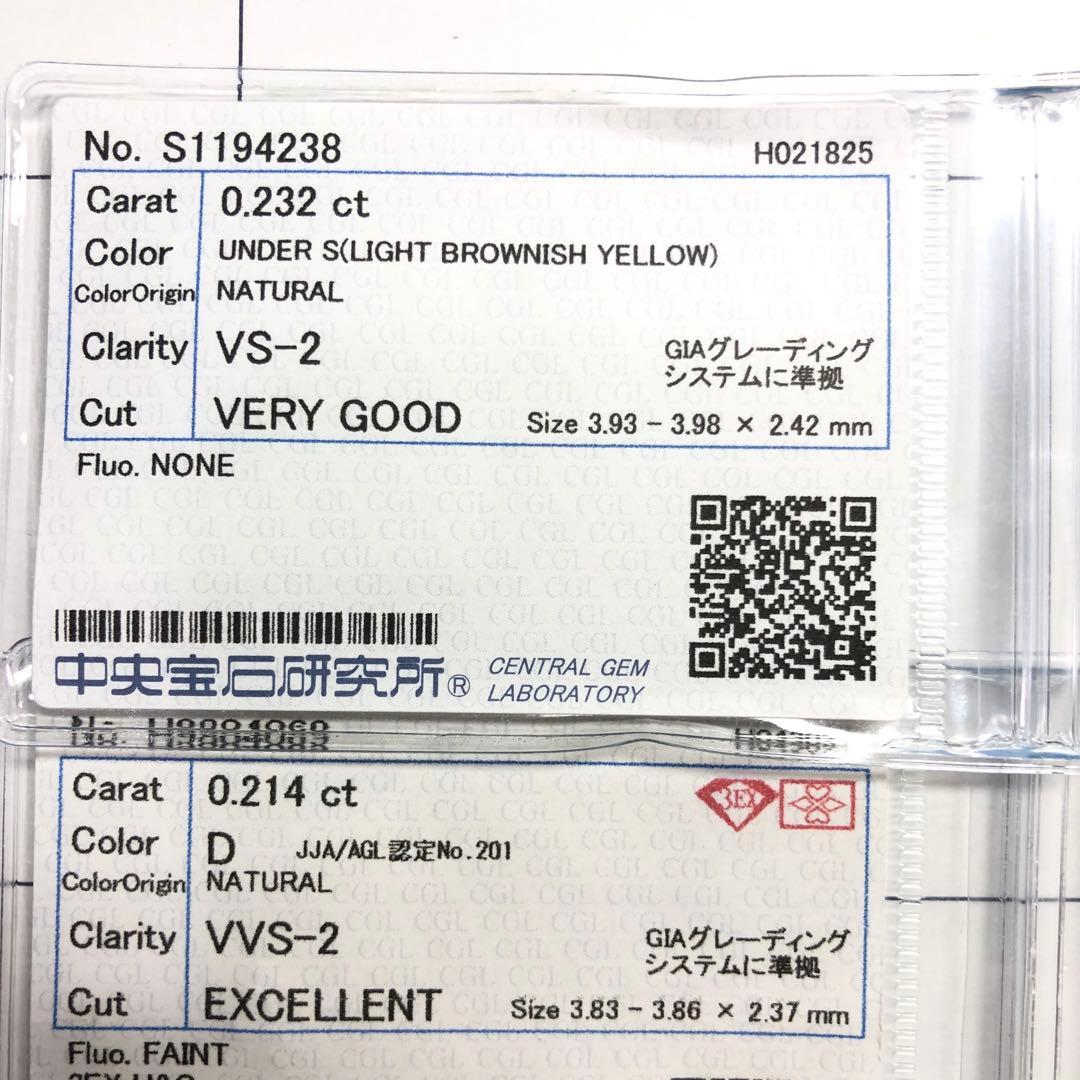 No. S1194238 H021825
Carat 0.232 ct
Color UNDER S(LIGHT BROWNISH YELLOW)
ColorOrigin NATURAL
Clarity VS-2 GIAグレーディング
システムに準拠
Cut VERY GOOD Size 3.93 - 3.98 × 2.42 mm
Fluo. NONE
中央宝石研究所® CENTRAL GEM
LABORATORY
Carat 0.214 ct 3EX
Color D JJA/AGL認定No.201
ColorOrigin NATURAL
Clarity VVS-2 GIAグレーディング
システムに準拠
Cut EXCELLENT Size 3.83 - 3.86 × 2.37 mm
Fluo. FAINT